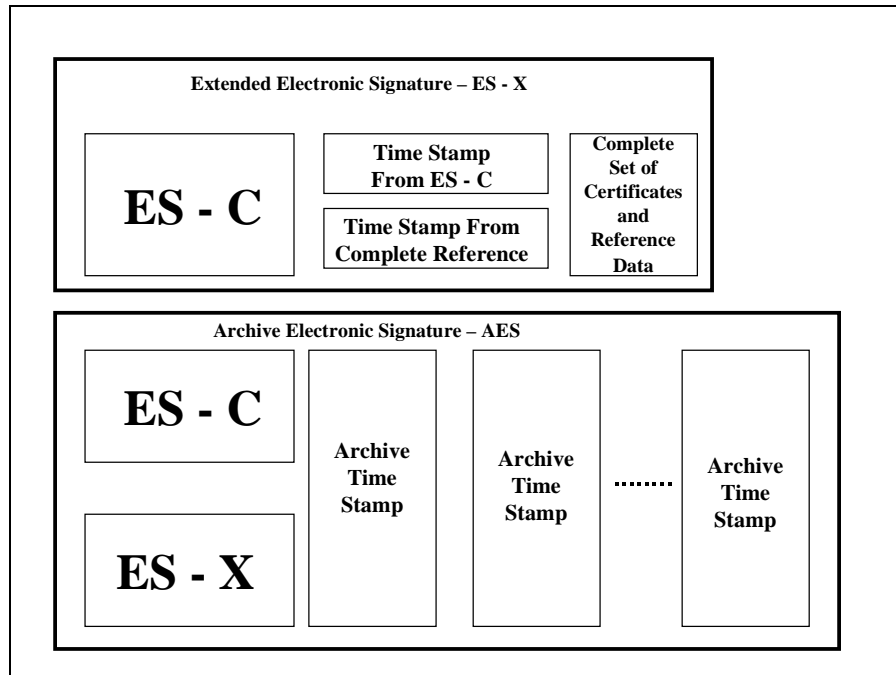 Extended Electronic Signature – ES - X
ES - C
Time Stamp
From ES - C
Time Stamp From
Complete Reference
Complete
Set of
Certificates
and
Reference
Data
Archive Electronic Signature – AES
ES - C
ES - X
Archive
Time
Stamp
Archive
Time
Stamp
Archive
Time
Stamp